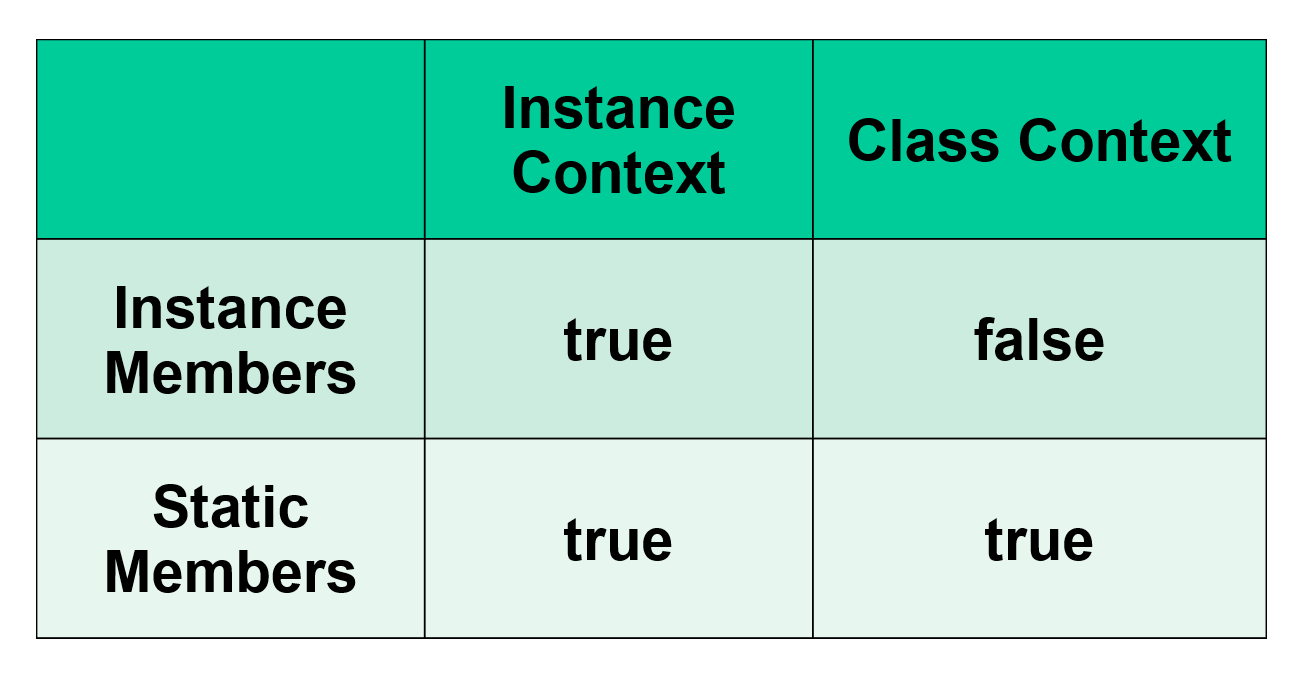 Instance
Context
Class Context
Instance
Members
true
false
Static
Members
true
true